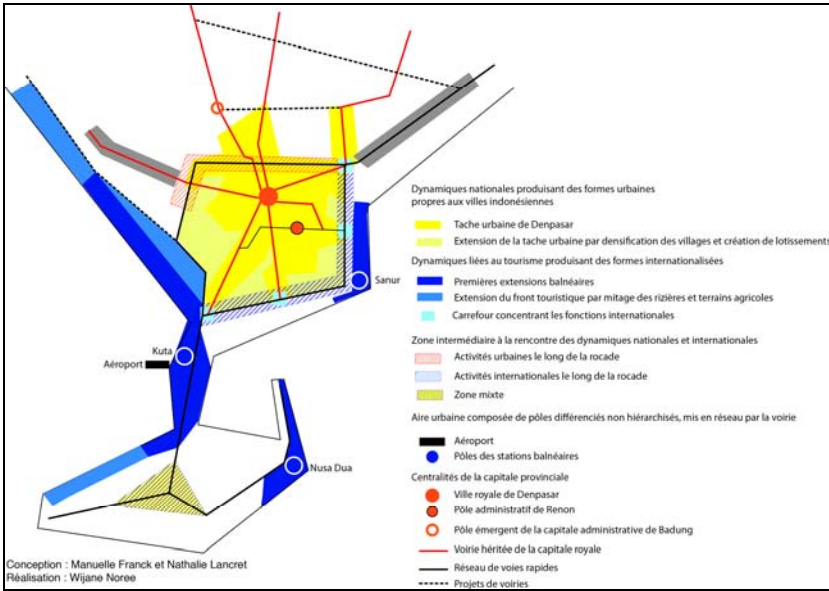 Dynamiques nationales produisant des formes urbaines
propres aux villes indonésiennes
Tache urbaine de Denpasar
Extension de la tache urbaine par densification des villages et création de lotissements
Dynamiques liées au tourisme produisant des formes internationalisées
Premières extensions balnéaires
Extension du front touristique par mitage des rizières et terrains agricoles
Carrefour concentrant les fonctions internationales
Zone intermédiaire à la rencontre des dynamiques nationales et internationales
Activités urbaines le long de la rocade
Activités internationales le long de la rocade
Zone mixte
Aire urbaine composée de pôles différenciés non hiérarchisés, mis en réseau par la voirie
Aéroport
Pôles des stations balnéaires
Centralités de la capitale provinciale
Ville royale de Denpasar
Pôle administratif de Renon
Pôle émergent de la capitale administrative de Badung
Voirie héritée de la capitale royale
Réseau de voies rapides
Projets de voiries
Sanur
Kuta
Aéroport
Nusa Dua
Conception : Manuelle Franck et Nathalie Lancret
Réalisation : Wijane Noree